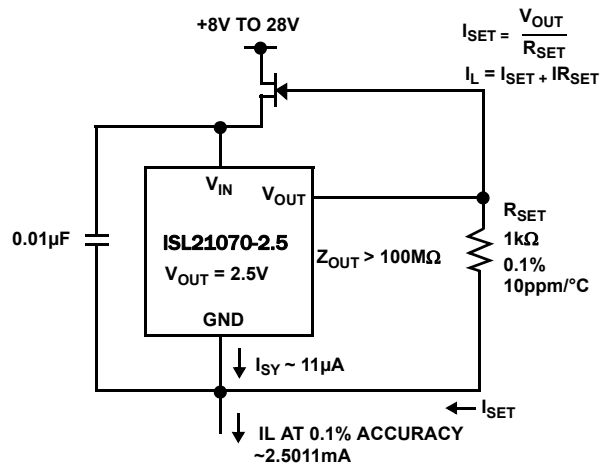 +8V TO 28V
I_SET = V_OUT / R_SET
I_L = I_SET + IR_SET
V_IN
V_OUT
0.01µF
ISL21070-2.5
V_OUT = 2.5V
Z_OUT > 100MΩ
GND
R_SET
1kΩ
0.1%
10ppm/°C
I_SY ~ 11µA
I_SET
IL AT 0.1% ACCURACY
~2.5011mA